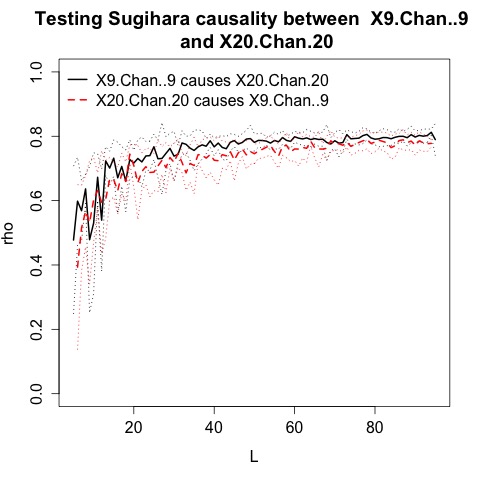 Testing Sugihara causality between  X9.Chan..9
and X20.Chan.20
X9.Chan..9 causes X20.Chan.20
X20.Chan.20 causes X9.Chan..9
1.0
0.8
0.6
0.4
0.2
0.0
rho
20 40 60 80
L